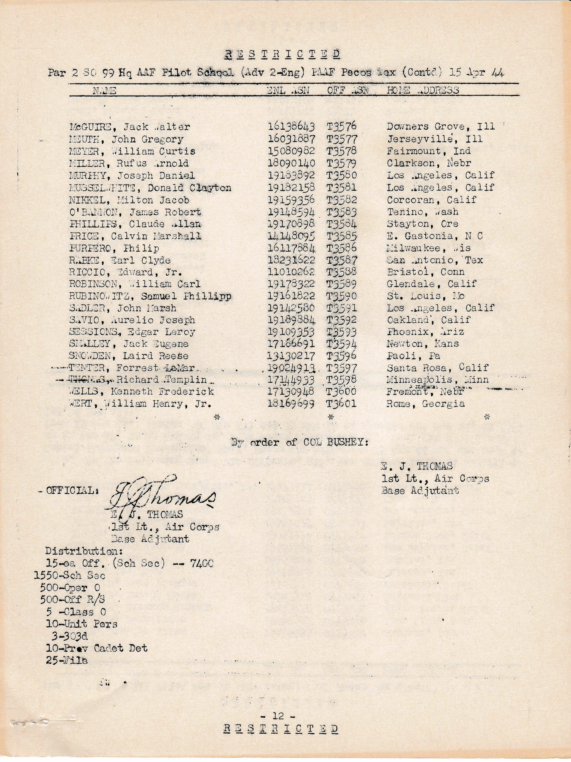 RESTRICTED
Par 2 SO 99 Hq AAF Pilot School (Adv 2-Eng) PAAF Pecos Tex (Contd) 15 Apr 44
NAME ENL ASN OFF ASN HOME ADDRESS
McGUIRE, Jack Walter 16138643 T3576 Downers Grove, Ill
MEUTH, John Gregory 16031887 T3577 Jerseyville, Ill
MEYER, William Curtis 15080982 T3578 Fairmount, Ind
MILLER, Rufus Arnold 18090140 T3579 Clarkson, Nebr
MURPHY, Joseph Daniel 19183892 T3580 Los Angeles, Calif
MUSSELWHITE, Donald Clayton 19182158 T3581 Los Angeles, Calif
NIKKEL, Milton Jacob 19159356 T3582 Corcoran, Calif
O'BANNON, James Robert 19148594 T3583 Tenino, Wash
PHILLIPS, Claude Allan 19170898 T3584 Stayton, Ore
PRICE, Calvin Marshall 14148095 T3585 E. Gastonia, N C
PURPERO, Philip 16117884 T3586 Milwaukee, Wis
RAHKE, Earl Clyde 18231622 T3587 San Antonio, Tex
RICCIO, Edward, Jr. 11010262 T3588 Bristol, Conn
ROBINSON, William Carl 19178322 T3589 Glendale, Calif
RUBINOWITZ, Samuel Phillipp 19161822 T3590 St. Louis, Mo
SADLER, John Marsh 19142580 T3591 Los Angeles, Calif
SAVIO, Aurelio Joseph 19189884 T3592 Oakland, Calif
SESSIONS, Edgar Leroy 19109353 T3593 Phoenix, Ariz
SMALLEY, Jack Eugene 17166691 T3594 Newton, Kans
SNOWDEN, Laird Reese 13130217 T3596 Paoli, Pa
TENTER, Forrest LaMar 19024913 T3597 Santa Rosa, Calif
THOMAS, Richard Templin 17144933 T3598 Minneapolis, Minn
WELLS, Kenneth Frederick 17130948 T3600 Fremont, Nebr
WERT, William Henry, Jr. 18169699 T3601 Rome, Georgia
* * *
By order of COL BUSHEY:
E. J. THOMAS
1st Lt., Air Corps
Base Adjutant
OFFICIAL: E J Thomas
E. J. THOMAS
1st Lt., Air Corps
Base Adjutant
Distribution:
15-ea Off. (Sch Sec) -- 7400
1550-Sch Sec
500-Oper O
500-Off R/S
5 -Class O
10-Unit Pers
3-303d
10-Prev Cadet Det
25-File
- 12 -
RESTRICTED